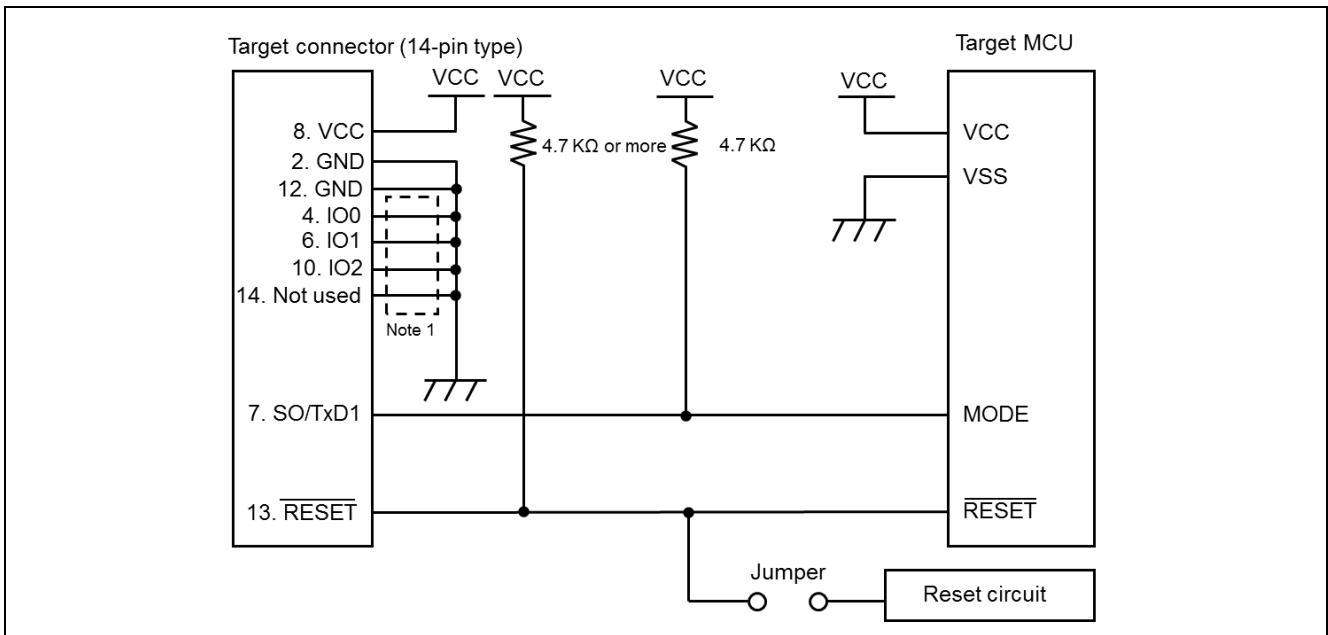 Target connector (14-pin type)
Target MCU
VCC
VCC
VCC
VCC
8. VCC
2. GND
12. GND
4. IO0
6. IO1
10. IO2
14. Not used
Note 1
4.7 KΩ or more
4.7 KΩ
VCC
VSS
7. SO/TxD1
MODE
13. RESET
RESET
Jumper
Reset circuit